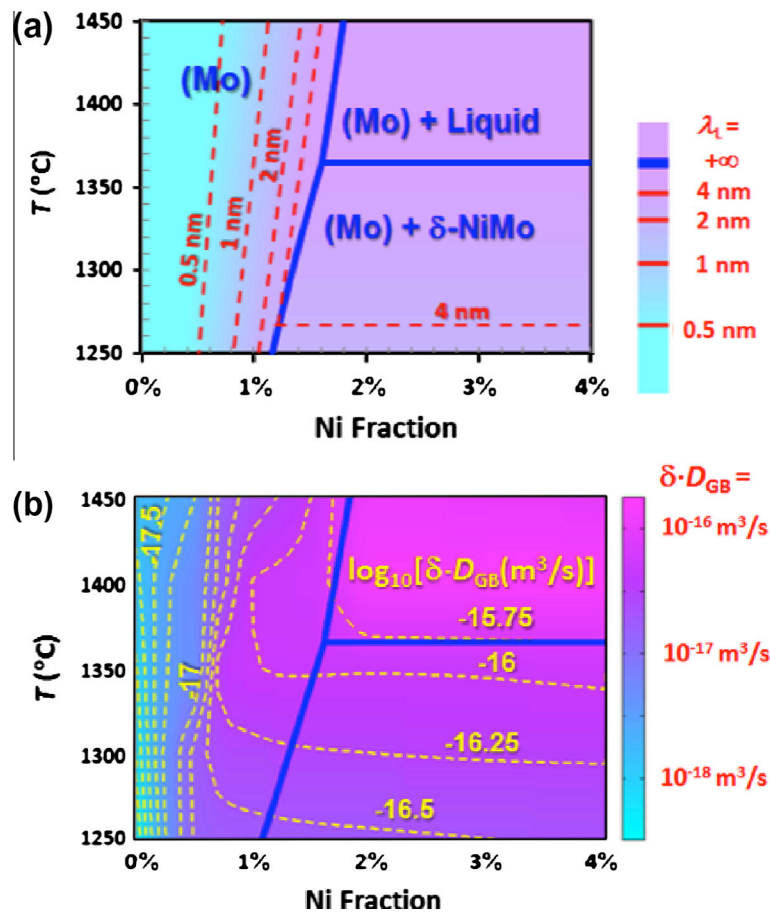 (a)
1450
1400
1350
1300
1250
T (°C)
(Mo)
(Mo) + Liquid
(Mo) + δ-NiMo
0.5 nm
1 nm
2 nm
4 nm
0%
1%
2%
3%
4%
Ni Fraction
λL =
+∞
4 nm
2 nm
1 nm
0.5 nm
(b)
1450
1400
1350
1300
1250
T (°C)
-17.5
-17
log10[δ·DGB(m³/s)]
-15.75
-16
-16.25
-16.5
0%
1%
2%
3%
4%
Ni Fraction
δ·DGB =
10⁻¹⁶ m³/s
10⁻¹⁷ m³/s
10⁻¹⁸ m³/s